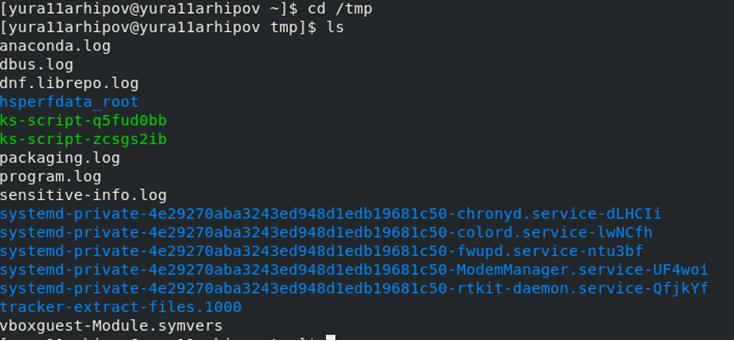 [yura11arhipov@yura11arhipov ~]$ cd /tmp
[yura11arhipov@yura11arhipov tmp]$ ls
anaconda.log
dbus.log
dnf.librepo.log
hsperfdata_root
ks-script-q5fud0bb
ks-script-zcsgs2ib
packaging.log
program.log
sensitive-info.log
systemd-private-4e29270aba3243ed948d1edb19681c50-chronyd.service-dLHCIi
systemd-private-4e29270aba3243ed948d1edb19681c50-colord.service-lwNCfh
systemd-private-4e29270aba3243ed948d1edb19681c50-fwupd.service-ntu3bf
systemd-private-4e29270aba3243ed948d1edb19681c50-ModemManager.service-UF4woi
systemd-private-4e29270aba3243ed948d1edb19681c50-rtkit-daemon.service-QfjkYf
tracker-extract-files.1000
vboxguest-Module.symvers